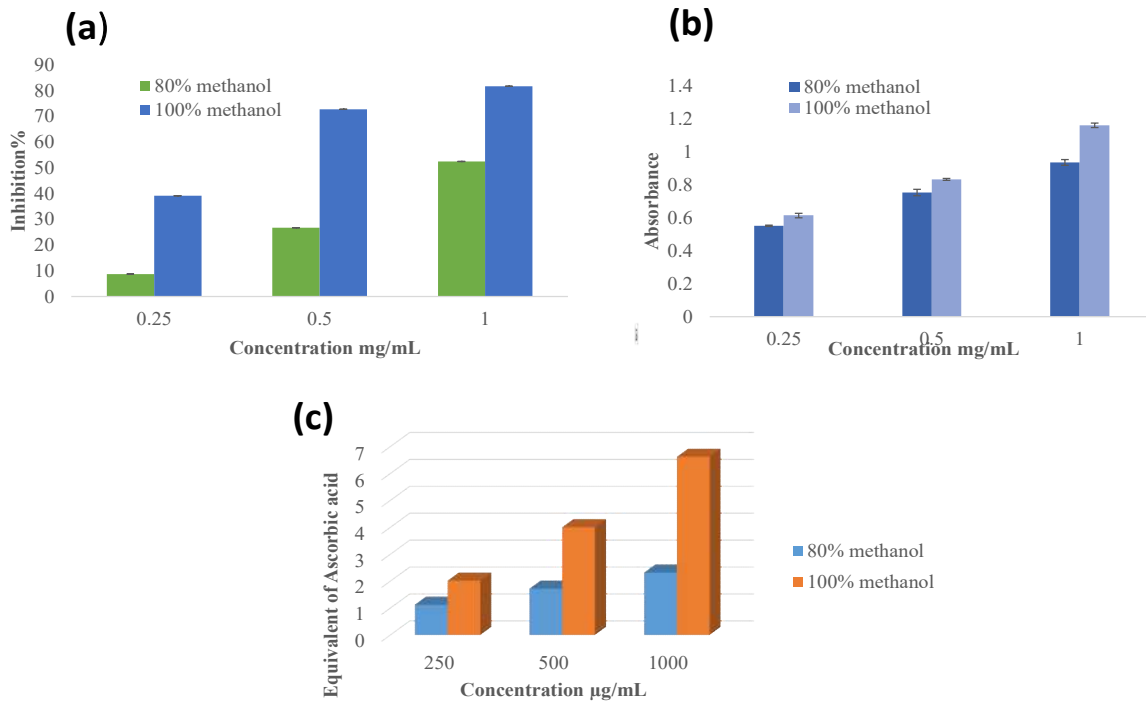 (a)
90
80
70
60
50
40
30
20
10
0
Inhibition%
80% methanol
100% methanol
0.25 0.5 1
Concentration mg/mL
(b)
1.4
1.2
1
0.8
0.6
0.4
0.2
0
Absorbance
80% methanol
100% methanol
0.25 0.5 1
Concentration mg/mL
(c)
7
6
5
4
3
2
1
0
Equivalent of Ascorbic acid
80% methanol
100% methanol
250 500 1000
Concentration µg/mL